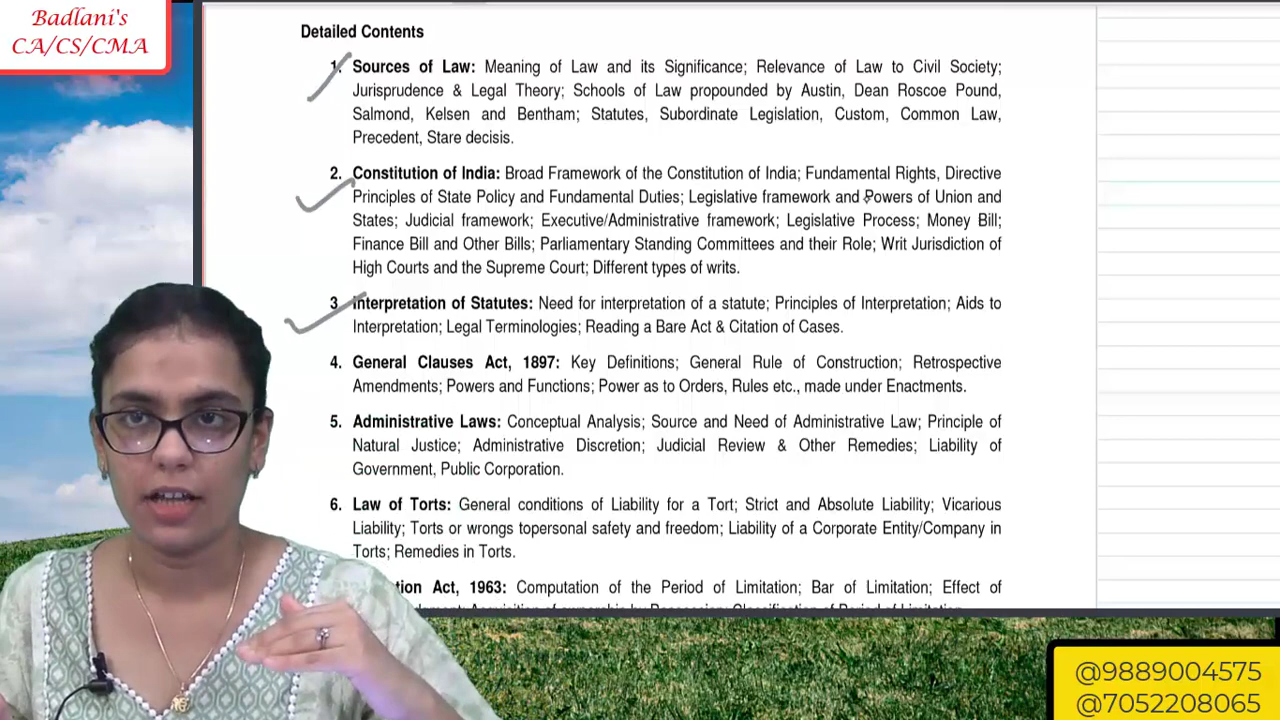 Badlani's
CA/CS/CMA
Detailed Contents
1. Sources of Law: Meaning of Law and its Significance; Relevance of Law to Civil Society;
Jurisprudence & Legal Theory; Schools of Law propounded by Austin, Dean Roscoe Pound,
Salmond, Kelsen and Bentham; Statutes, Subordinate Legislation, Custom, Common Law,
Precedent, Stare decisis.
2. Constitution of India: Broad Framework of the Constitution of India; Fundamental Rights, Directive
Principles of State Policy and Fundamental Duties; Legislative framework and Powers of Union and
States; Judicial framework; Executive/Administrative framework; Legislative Process; Money Bill;
Finance Bill and Other Bills; Parliamentary Standing Committees and their Role; Writ Jurisdiction of
High Courts and the Supreme Court; Different types of writs.
3 Interpretation of Statutes: Need for interpretation of a statute; Principles of Interpretation; Aids to
Interpretation; Legal Terminologies; Reading a Bare Act & Citation of Cases.
4. General Clauses Act, 1897: Key Definitions; General Rule of Construction; Retrospective
Amendments; Powers and Functions; Power as to Orders, Rules etc., made under Enactments.
5. Administrative Laws: Conceptual Analysis; Source and Need of Administrative Law; Principle of
Natural Justice; Administrative Discretion; Judicial Review & Other Remedies; Liability of
Government, Public Corporation.
6. Law of Torts: General conditions of Liability for a Tort; Strict and Absolute Liability; Vicarious
Liability; Torts or wrongs topersonal safety and freedom; Liability of a Corporate Entity/Company in
Torts; Remedies in Torts.
tion Act, 1963: Computation of the Period of Limitation; Bar of Limitation; Effect of
@9889004575
@7052208065